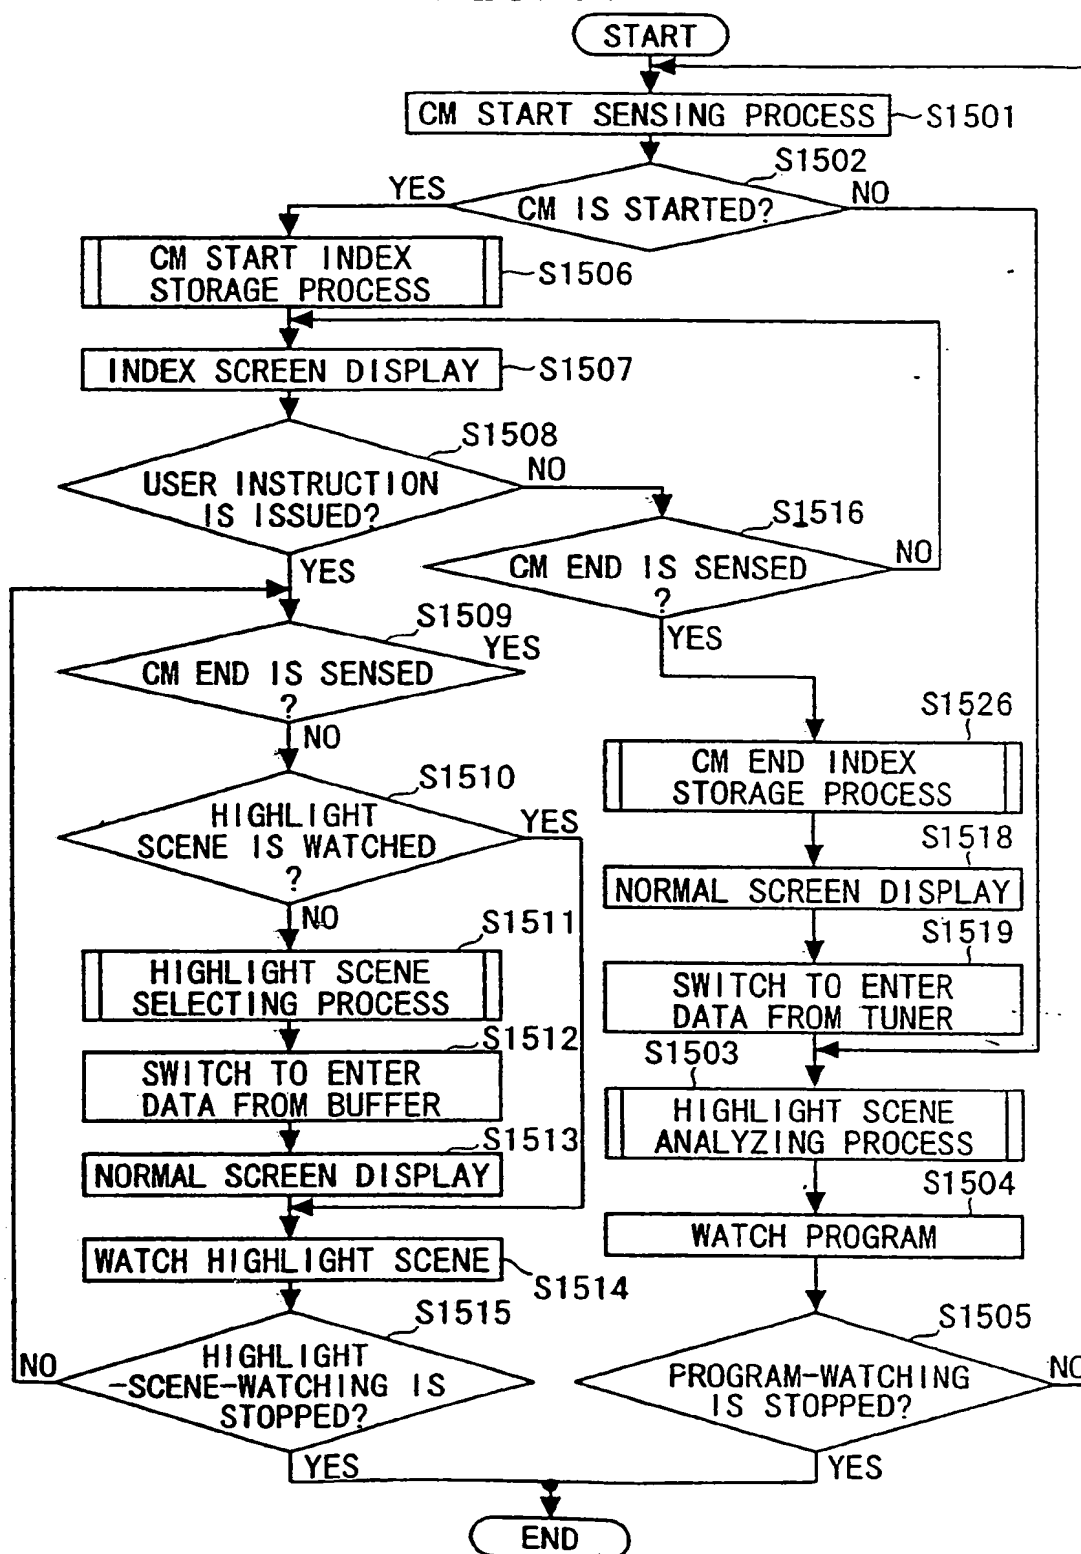 START
CM START SENSING PROCESS
S1501
S1502
YES
CM IS STARTED?
NO
CM START INDEX
STORAGE PROCESS
S1506
INDEX SCREEN DISPLAY
S1507
S1508
USER INSTRUCTION
IS ISSUED?
NO
YES
S1516
CM END IS SENSED
?
NO
YES
S1509
YES
CM END IS SENSED
?
NO
S1526
CM END INDEX
STORAGE PROCESS
S1510
HIGHLIGHT
SCENE IS WATCHED
?
YES
NO
S1518
NORMAL SCREEN DISPLAY
S1511
HIGHLIGHT SCENE
SELECTING PROCESS
S1519
SWITCH TO ENTER
DATA FROM TUNER
S1512
SWITCH TO ENTER
DATA FROM BUFFER
S1503
HIGHLIGHT SCENE
ANALYZING PROCESS
S1513
NORMAL SCREEN DISPLAY
S1504
WATCH PROGRAM
WATCH HIGHLIGHT SCENE
S1514
S1515
HIGHLIGHT
-SCENE-WATCHING IS
STOPPED?
NO
YES
S1505
PROGRAM-WATCHING
IS STOPPED?
NO
YES
END